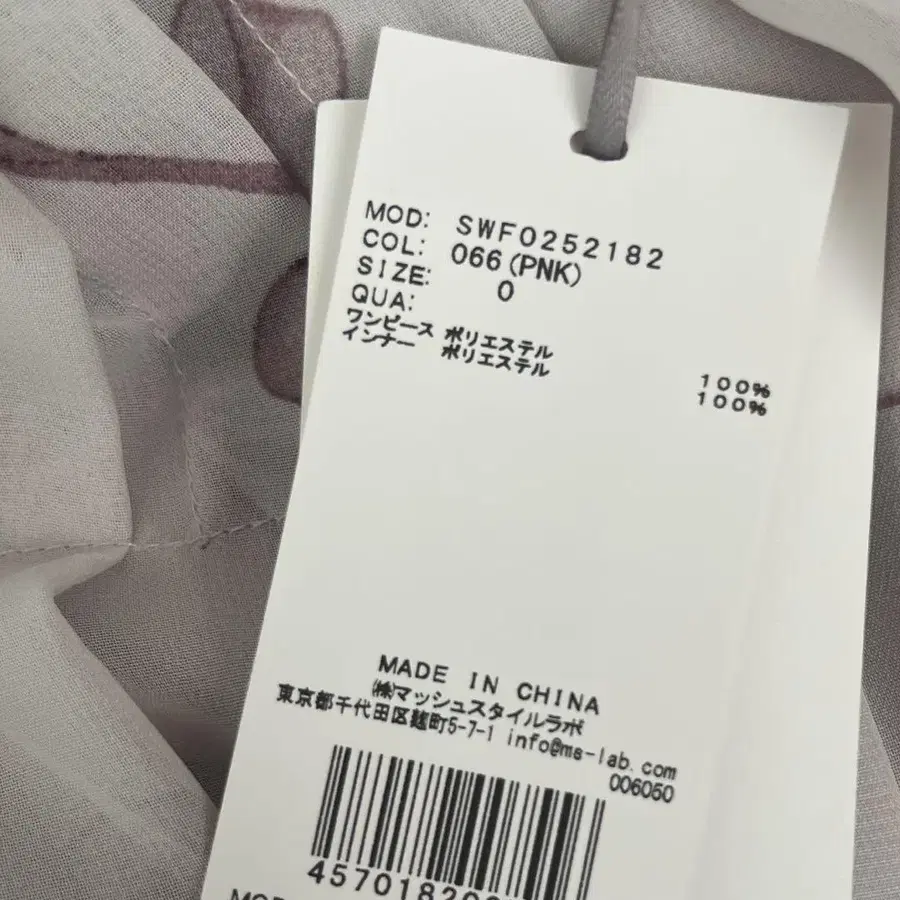 MOD: SWF0252182
COL: 066(PNK)
SIZE: 0
QUA:
ワンピース ポリエステル 100%
インナー ポリエステル 100%
MADE IN CHINA
㈱マッシュスタイルラボ
東京都千代田区麹町5-7-1 info@ms-lab.com
006050